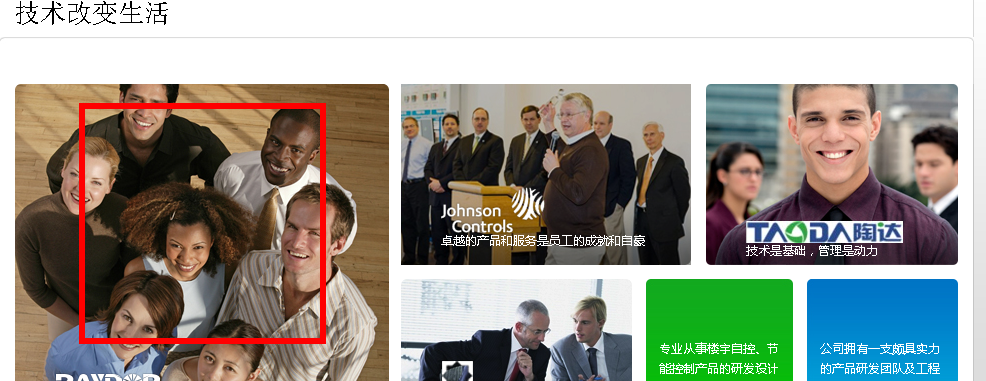 技术改变生活
Johnson
Controls
卓越的产品和服务是员工的成就和自豪
TAODA陶达
技术是基础，管理是动力
专业从事楼宇自控、节
能控制产品的研发设计
公司拥有一支颇具实力
的产品研发团队及工程